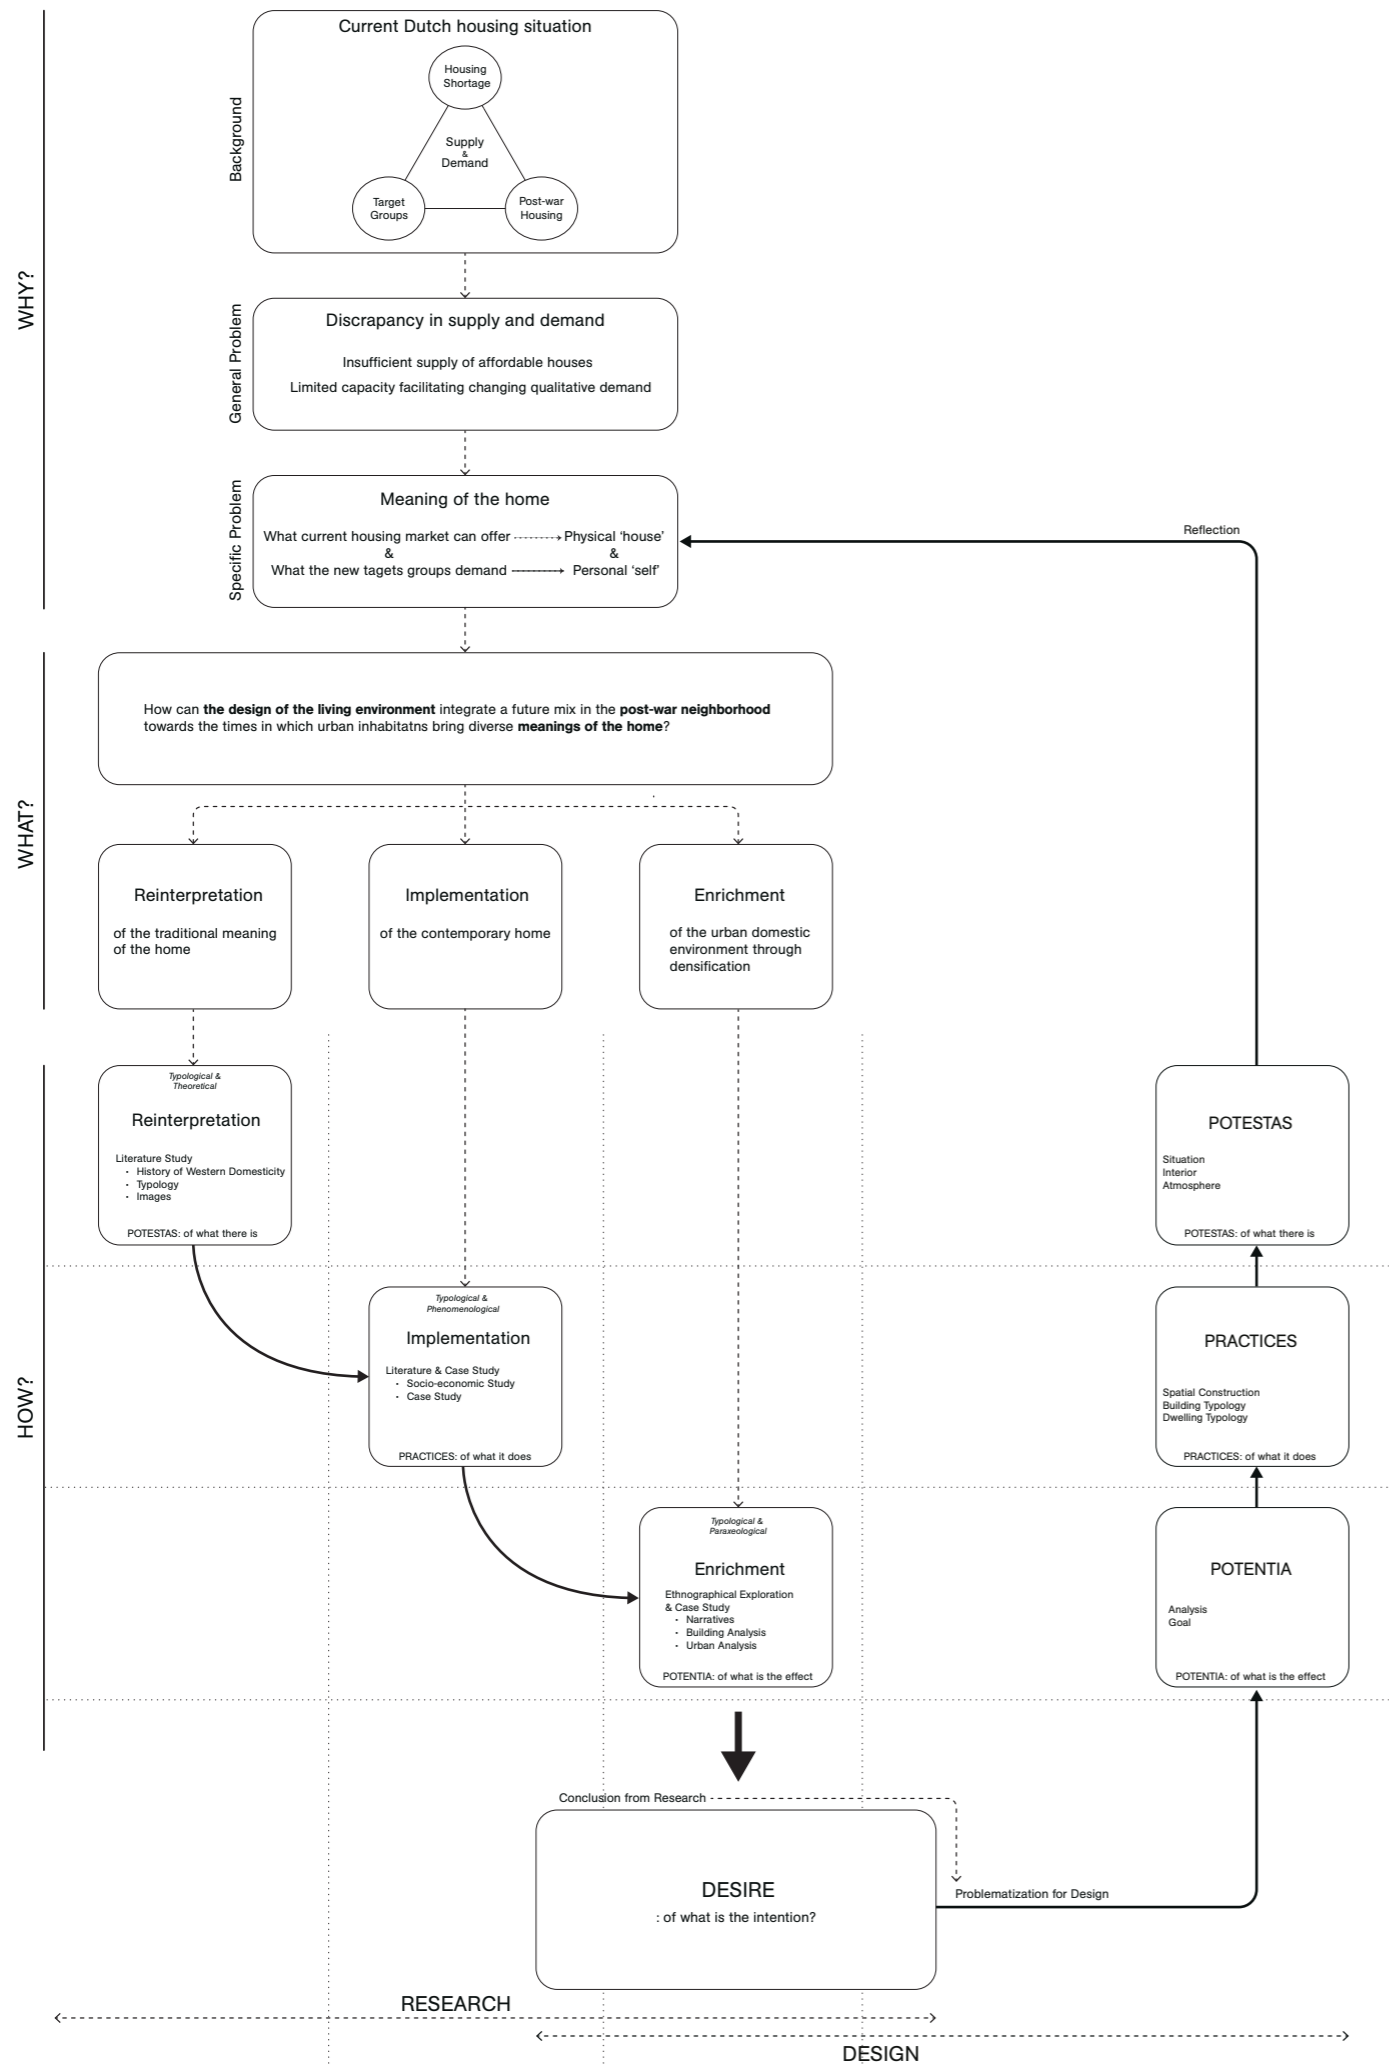 WHY?
Background
Current Dutch housing situation
Housing
Shortage
Supply
&
Demand
Target
Groups
Post-war
Housing
General Problem
Discrapancy in supply and demand
Insufficient supply of affordable houses
Limited capacity facilitating changing qualitative demand
Specific Problem
Meaning of the home
What current housing market can offer
Physical ‘house’
&
&
What the new tagets groups demand
Personal ‘self’
Reflection
WHAT?
How can the design of the living environment integrate a future mix in the post-war neighborhood
towards the times in which urban inhabitatns bring diverse meanings of the home?
Reinterpretation
of the traditional meaning
of the home
Implementation
of the contemporary home
Enrichment
of the urban domestic
environment through
densification
HOW?
Typological &
Theoretical
Reinterpretation
Literature Study
· History of Western Domesticity
· Typology
· Images
POTESTAS: of what there is
POTESTAS
Situation
Interior
Atmosphere
POTESTAS: of what there is
Typological &
Phenomenological
Implementation
Literature & Case Study
· Socio-economic Study
· Case Study
PRACTICES: of what it does
PRACTICES
Spatial Construction
Building Typology
Dwelling Typology
PRACTICES: of what it does
Typological &
Paraxeological
Enrichment
Ethnographical Exploration
& Case Study
· Narratives
· Building Analysis
· Urban Analysis
POTENTIA: of what is the effect
POTENTIA
Analysis
Goal
POTENTIA: of what is the effect
Conclusion from Research
DESIRE
: of what is the intention?
Problematization for Design
RESEARCH
DESIGN